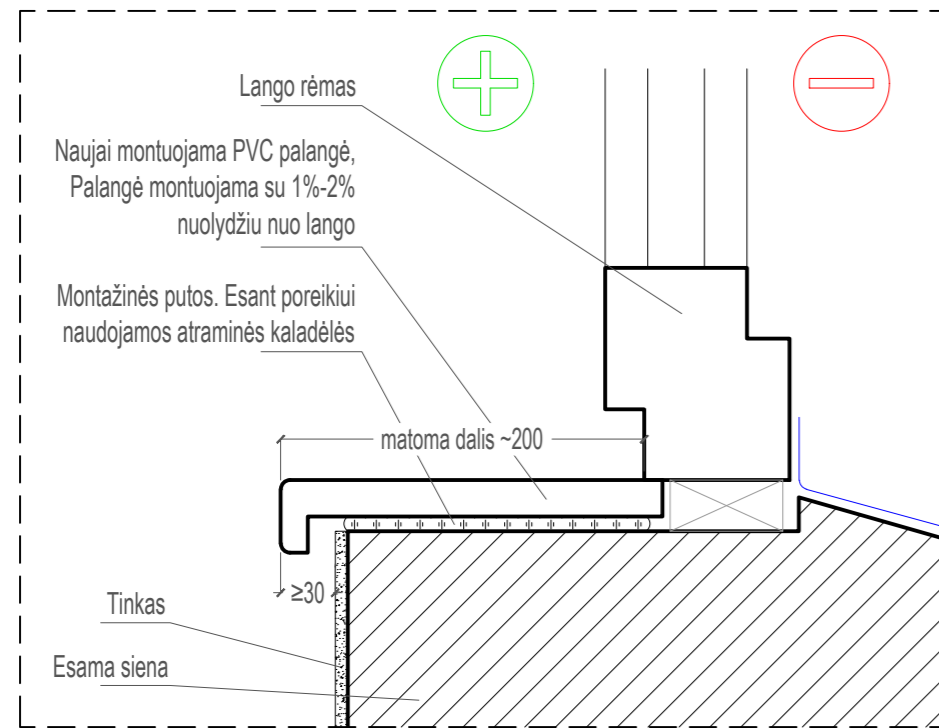 Lango rėmas
Naujai montuojama PVC palangė,
Palangė montuojama su 1%-2%
nuolydžiu nuo lango
Montažinės putos. Esant poreikiui
naudojamos atraminės kaladėlės
matoma dalis ~200
≥30
Tinkas
Esama siena